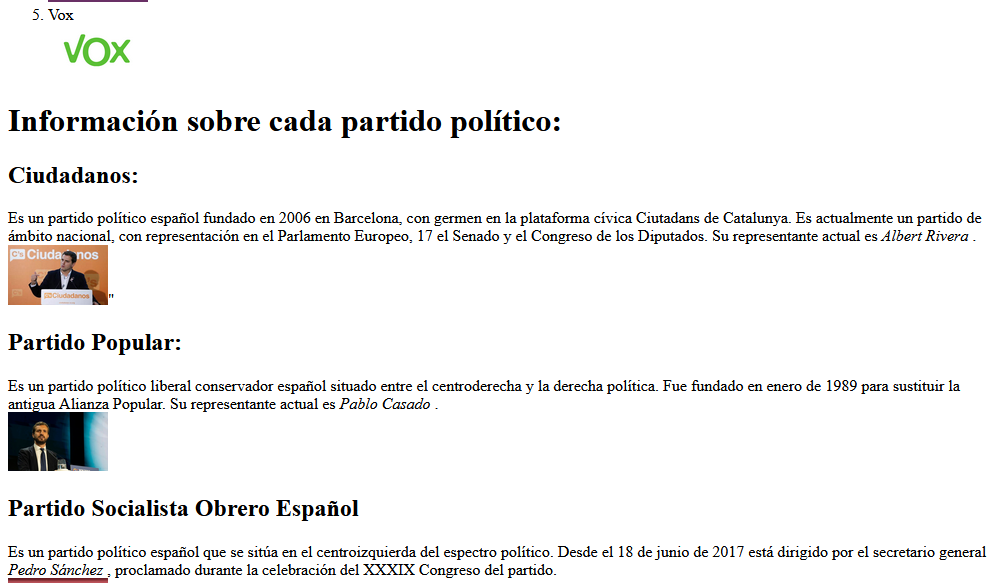 5. Vox
VOX
Información sobre cada partido político:
Ciudadanos:
Es un partido político español fundado en 2006 en Barcelona, con germen en la plataforma cívica Ciutadans de Catalunya. Es actualmente un partido de
ámbito nacional, con representación en el Parlamento Europeo, 17 el Senado y el Congreso de los Diputados. Su representante actual es Albert Rivera .
C's Ciudadanos
Ciudadanos
"
Partido Popular:
Es un partido político liberal conservador español situado entre el centroderecha y la derecha política. Fue fundado en enero de 1989 para sustituir la
antigua Alianza Popular. Su representante actual es Pablo Casado .
Partido Socialista Obrero Español
Es un partido político español que se sitúa en el centroizquierda del espectro político. Desde el 18 de junio de 2017 está dirigido por el secretario general
Pedro Sánchez , proclamado durante la celebración del XXXIX Congreso del partido.